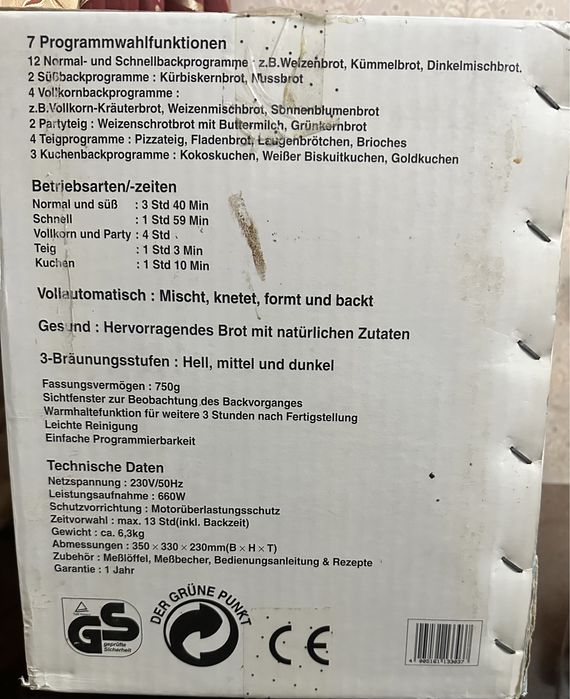 7 Programmwahlfunktionen
12 Normal- und Schnellbackprogramme z.B.Weizenbrot, Kümmelbrot, Dinkelmischbrot.
2 Süßbackprogramme : Kürbiskernbrot, Nussbrot
4 Vollkornbackprogramme :
z.B.Vollkorn-Kräuterbrot, Weizenmischbrot, Sonnenblumenbrot
2 Partyteig : Weizenschrotbrot mit Buttermilch, Grünkernbrot
4 Teigprogramme : Pizzateig, Fladenbrot, Laugenbrötchen, Brioches
3 Kuchenbackprogramme : Kokoskuchen, Weißer Biskuitkuchen, Goldkuchen
Betriebsarten/-zeiten
Normal und süß : 3 Std 40 Min
Schnell : 1 Std 59 Min
Vollkorn und Party : 4 Std
Teig : 1 Std 3 Min
Kuchen : 1 Std 10 Min
Vollautomatisch : Mischt, knetet, formt und backt
Gesund : Hervorragendes Brot mit natürlichen Zutaten
3-Bräunungsstufen : Hell, mittel und dunkel
Fassungsvermögen : 750g
Sichtfenster zur Beobachtung des Backvorganges
Warmhaltefunktion für weitere 3 Stunden nach Fertigstellung
Leichte Reinigung
Einfache Programmierbarkeit
Technische Daten
Netzspannung : 230V/50Hz
Leistungsaufnahme : 660W
Schutzvorrichtung : Motorüberlastungsschutz
Zeitvorwahl : max. 13 Std(inkl. Backzeit)
Gewicht : ca. 6,3kg
Abmessungen : 350 × 330 × 230mm(B × H × T)
Zubehör : Meßlöffel, Meßbecher, Bedienungsanleitung & Rezepte
Garantie : 1 Jahr
GS
geprüfte
Sicherheit
DER GRÜNE PUNKT
CE
4 005161 133037